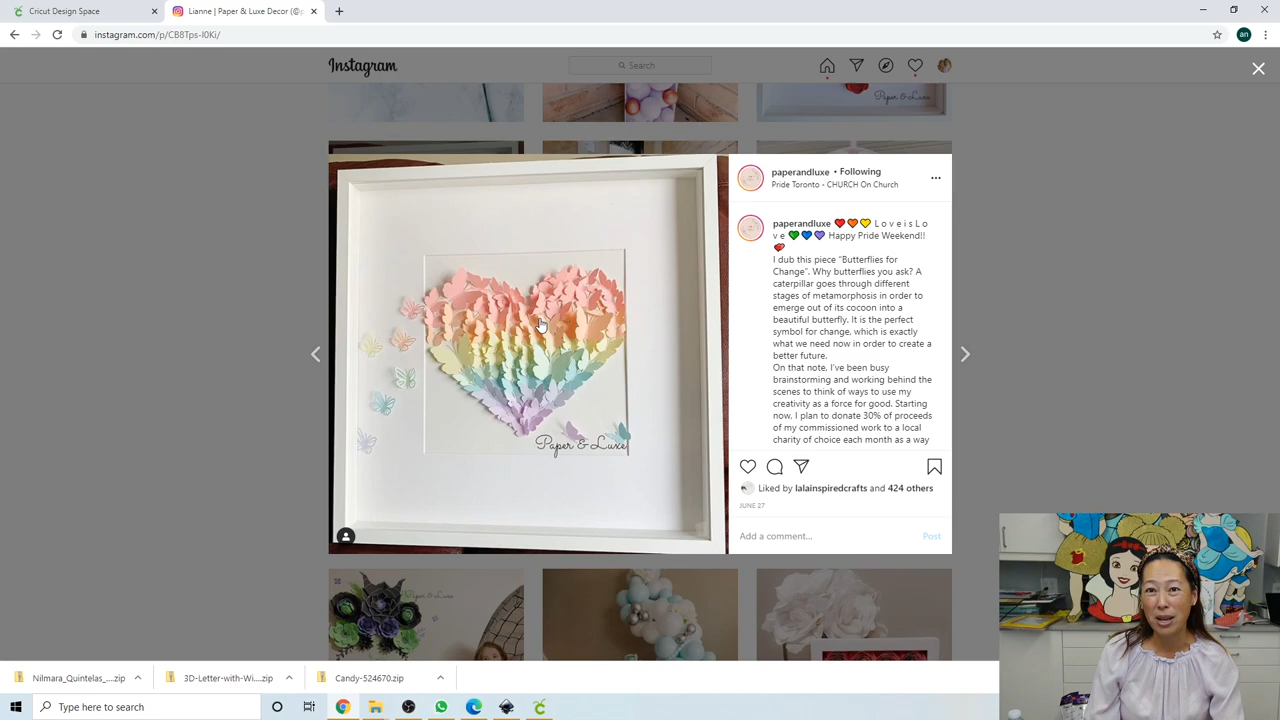 Cricut Design Space
Lianne | Paper & Luxe Decor (@p
instagram.com/p/CB8Tps-l0Ki/
an
Instagram
Search
Paper & Luxe
paperandluxe • Following
Pride Toronto - CHURCH On Church
paperandluxe ❤️🧡💛 L o v e i s L o
v e 💚💙💜 Happy Pride Weekend!!
I dub this piece "Butterflies for
Change". Why butterflies you ask? A
caterpillar goes through different
stages of metamorphosis in order to
emerge out of its cocoon into a
beautiful butterfly. It is the perfect
symbol for change, which is exactly
what we need now in order to create a
better future.
On that note, I've been busy
brainstorming and working behind the
scenes to think of ways to use my
creativity as a force for good. Starting
now, I plan to donate 30% of proceeds
of my commissioned work to a local
charity of choice each month as a way
Paper & Luxe
Liked by lalainspiredcrafts and 424 others
JUNE 27
Add a comment...
Post
Paper & Luxe
Nilmara_Quintelas_....zip
3D-Letter-with-Wi....zip
Candy-524670.zip
Type here to search